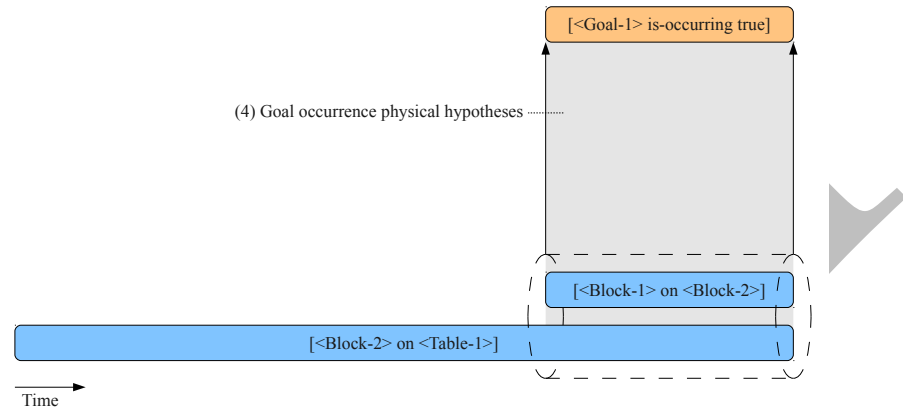 [<Goal-1> is-occurring true]
(4) Goal occurrence physical hypotheses
[<Block-1> on <Block-2>]
[<Block-2> on <Table-1>]
Time